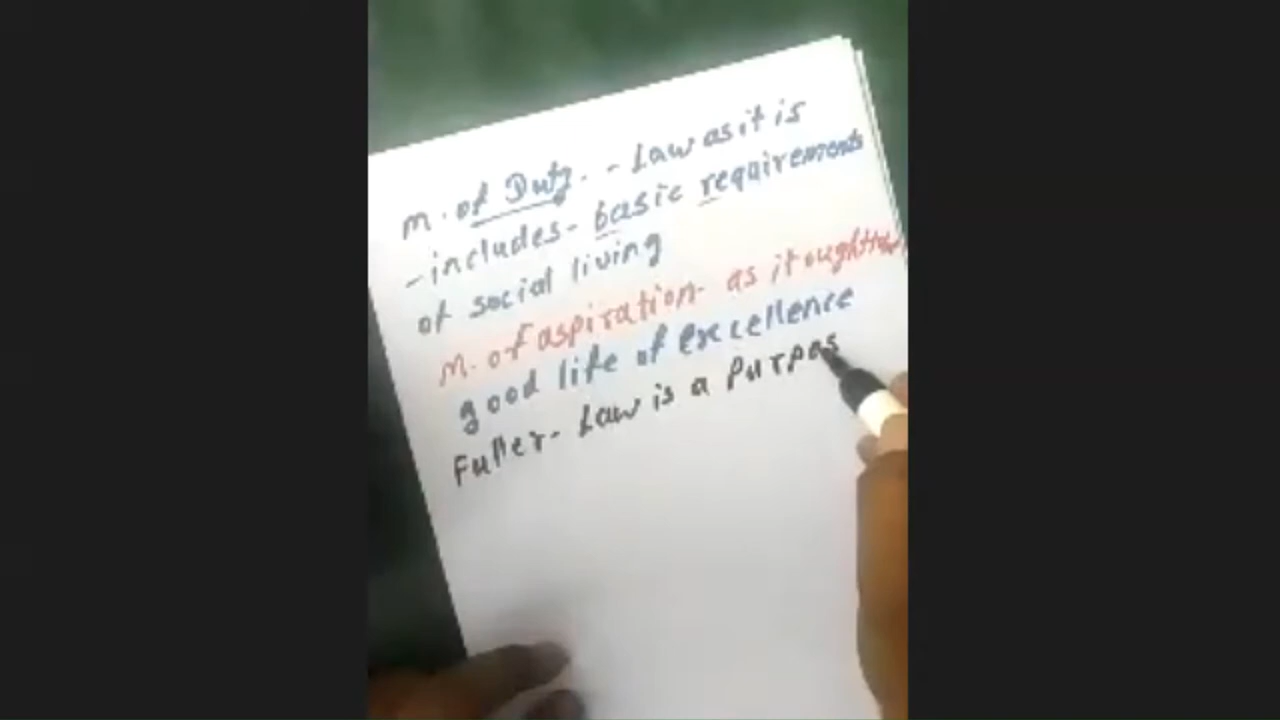 M. of Duty. - Law as it is
- includes - basic requirements
of social living
M. of aspiration - as it ought
good life of excellence
Fuller - Law is a Purpos